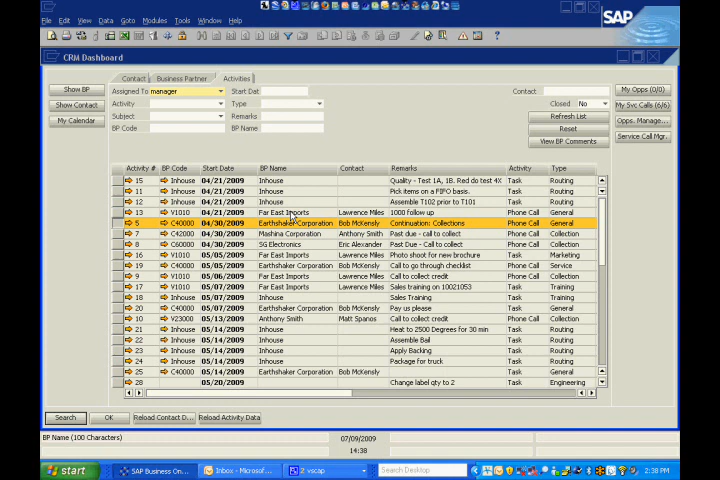 SAP
File Edit View Data GoTo Modules Tools Window Help
CRM Dashboard
Contact Business Partner Activities
Show BP Assigned To manager Start Dat Contact My Opps (0/0)
Show Contact Activity Type Closed No My Svc Calls (6/6)
My Calendar Subject Remarks Refresh List Opps. Manage...
BP Code BP Name Reset Service Call Mgr.
View BP Comments
Activity # BP Code Start Date BP Name Contact Remarks Activity Type
15 Inhouse 04/21/2009 Inhouse Quality - Test 1A, 1B. Red do test 4X Task Routing
11 Inhouse 04/21/2009 Inhouse Pick items on a FIFO basis. Task Routing
12 Inhouse 04/21/2009 Inhouse Assemble T102 prior to T101 Task Routing
13 V1010 04/21/2009 Far East Imports Lawrence Miles 1000 follow up Phone Call General
5 C40000 04/30/2009 Earthshaker Corporation Bob McKensly Continuation: Collections Phone Call General
7 C42000 04/30/2009 Mashina Corporation Anthony Smith Past due - call to collect Phone Call Collection
8 C60000 04/30/2009 SG Electronics Eric Alexander Past Due - Call to collect Phone Call Collection
16 V1010 05/05/2009 Far East Imports Lawrence Miles Photo shoot for new brouchure Task Marketing
19 C40000 05/05/2009 Earthshaker Corporation Bob McKensly Call to go through checklist Phone Call Service
9 V1010 05/06/2009 Far East Imports Lawrence Miles Call to collect credit Phone Call Collection
17 V1010 05/07/2009 Far East Imports Lawrence Miles Sales training on 10021053 Task Training
18 Inhouse 05/07/2009 Inhouse Sales Training Task Training
20 C40000 05/07/2009 Earthshaker Corporation Bob McKensly Pay us please Phone Call General
10 V23000 05/13/2009 Anthony Smith Matt Spanos Call to collect credit Phone Call Collection
21 Inhouse 05/14/2009 Inhouse Heat to 2500 Degrees for 30 min Task Routing
22 Inhouse 05/14/2009 Inhouse Assemble Bail Task Routing
23 Inhouse 05/14/2009 Inhouse Apply Backing Task Routing
24 Inhouse 05/14/2009 Inhouse Package for truck Task Routing
25 C40000 05/14/2009 Earthshaker Corporation Bob McKensly Task General
28 05/20/2009 Change label qty to 2 Task Engineering
Search OK Reload Contact D... Reload Activity Data
BP Name (100 Characters) 07/09/2009
14:38
start SAP Business On... Inbox - Microsof... Z vscap Search Desktop 2:38 PM